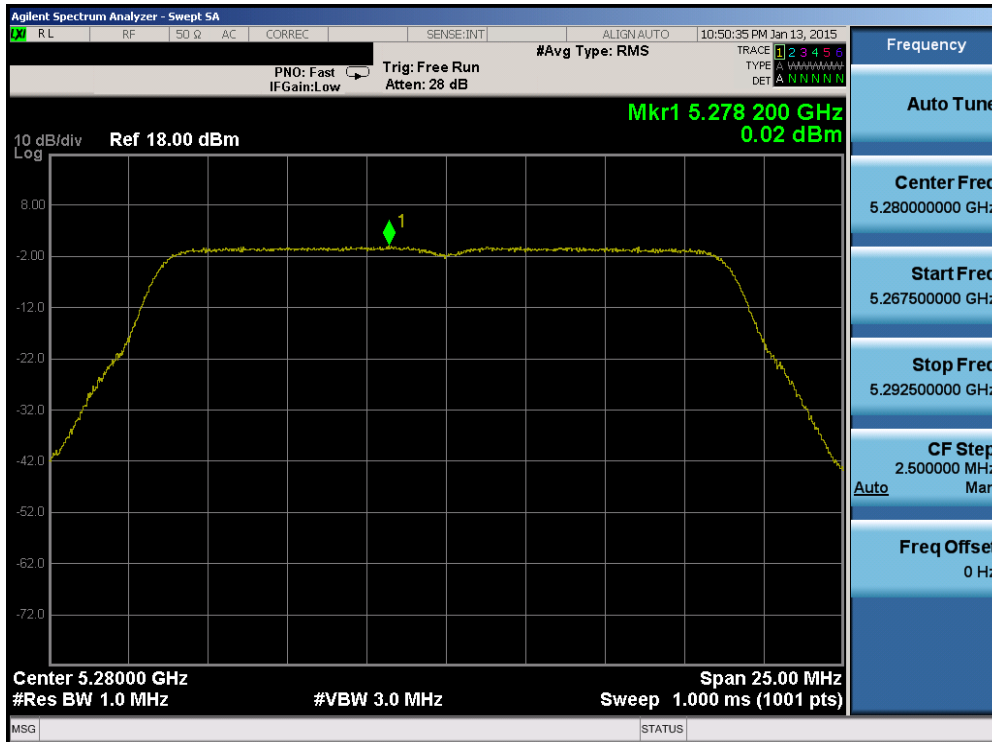 Agilent Spectrum Analyzer - Swept SA
LXI RL RF 50 Ω AC CORREC SENSE:INT ALIGN AUTO 10:50:35 PM Jan 13, 2015
#Avg Type: RMS TRACE 1 2 3 4 5 6
PNO: Fast Trig: Free Run TYPE A WWWWW
IFGain:Low Atten: 28 dB DET A N N N N N
Mkr1 5.278 200 GHz
0.02 dBm
10 dB/div Ref 18.00 dBm
Log
8.00
1
-2.00
-12.0
-22.0
-32.0
-42.0
-52.0
-62.0
-72.0
Center 5.28000 GHz Span 25.00 MHz
#Res BW 1.0 MHz #VBW 3.0 MHz Sweep 1.000 ms (1001 pts)
MSG STATUS
Frequency
Auto Tune
Center Freq
5.280000000 GHz
Start Freq
5.267500000 GHz
Stop Freq
5.292500000 GHz
CF Step
2.500000 MHz
Auto Man
Freq Offset
0 Hz